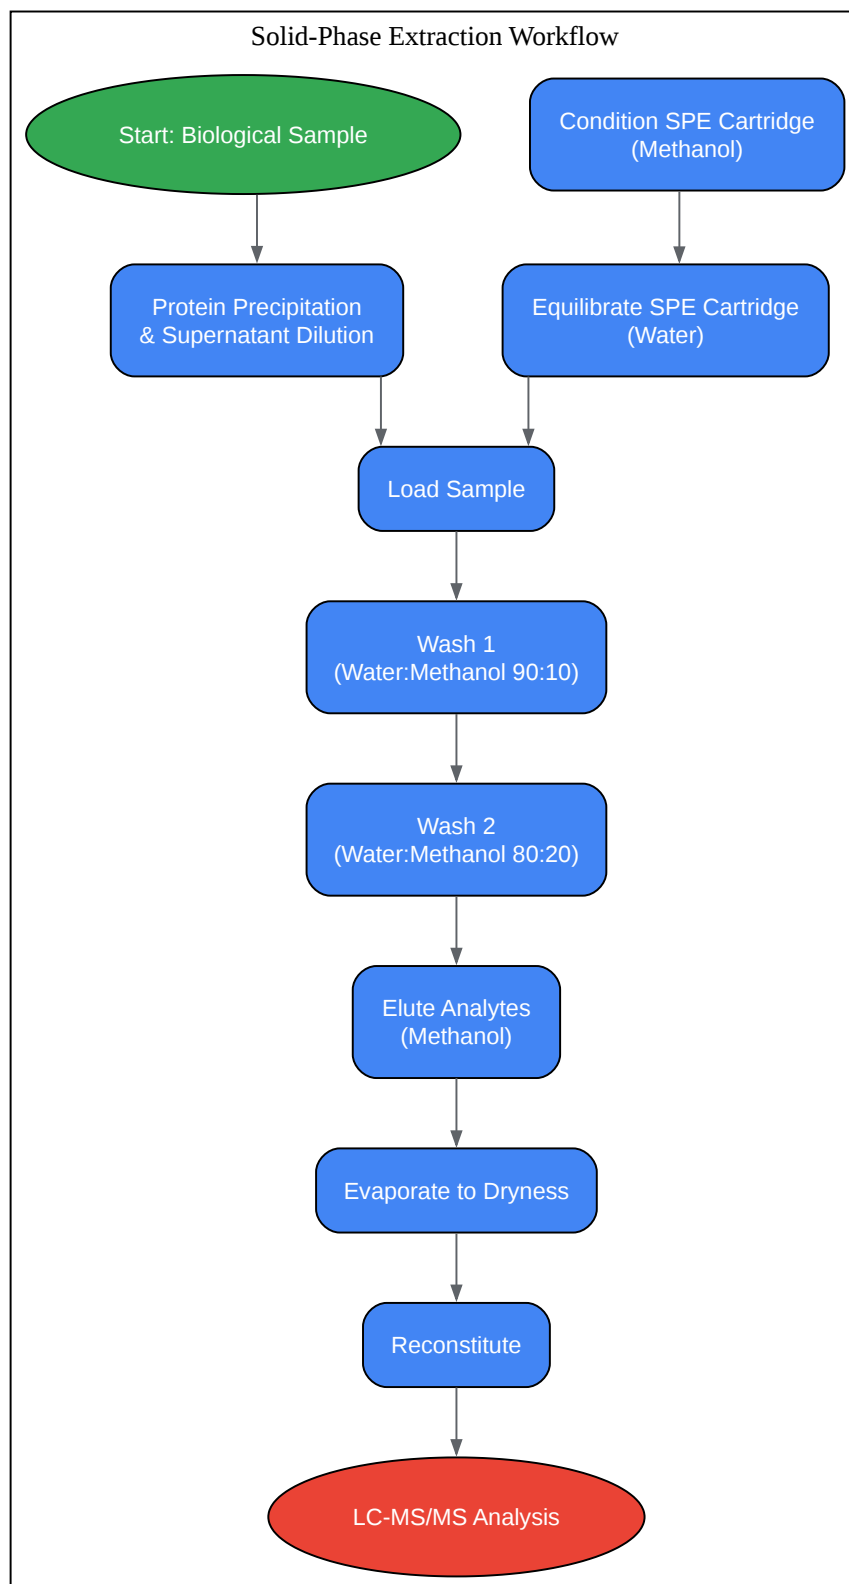 Solid-Phase Extraction Workflow
Start: Biological Sample
Condition SPE Cartridge
(Methanol)
Protein Precipitation
& Supernatant Dilution
Equilibrate SPE Cartridge
(Water)
Load Sample
Wash 1
(Water:Methanol 90:10)
Wash 2
(Water:Methanol 80:20)
Elute Analytes
(Methanol)
Evaporate to Dryness
Reconstitute
LC-MS/MS Analysis